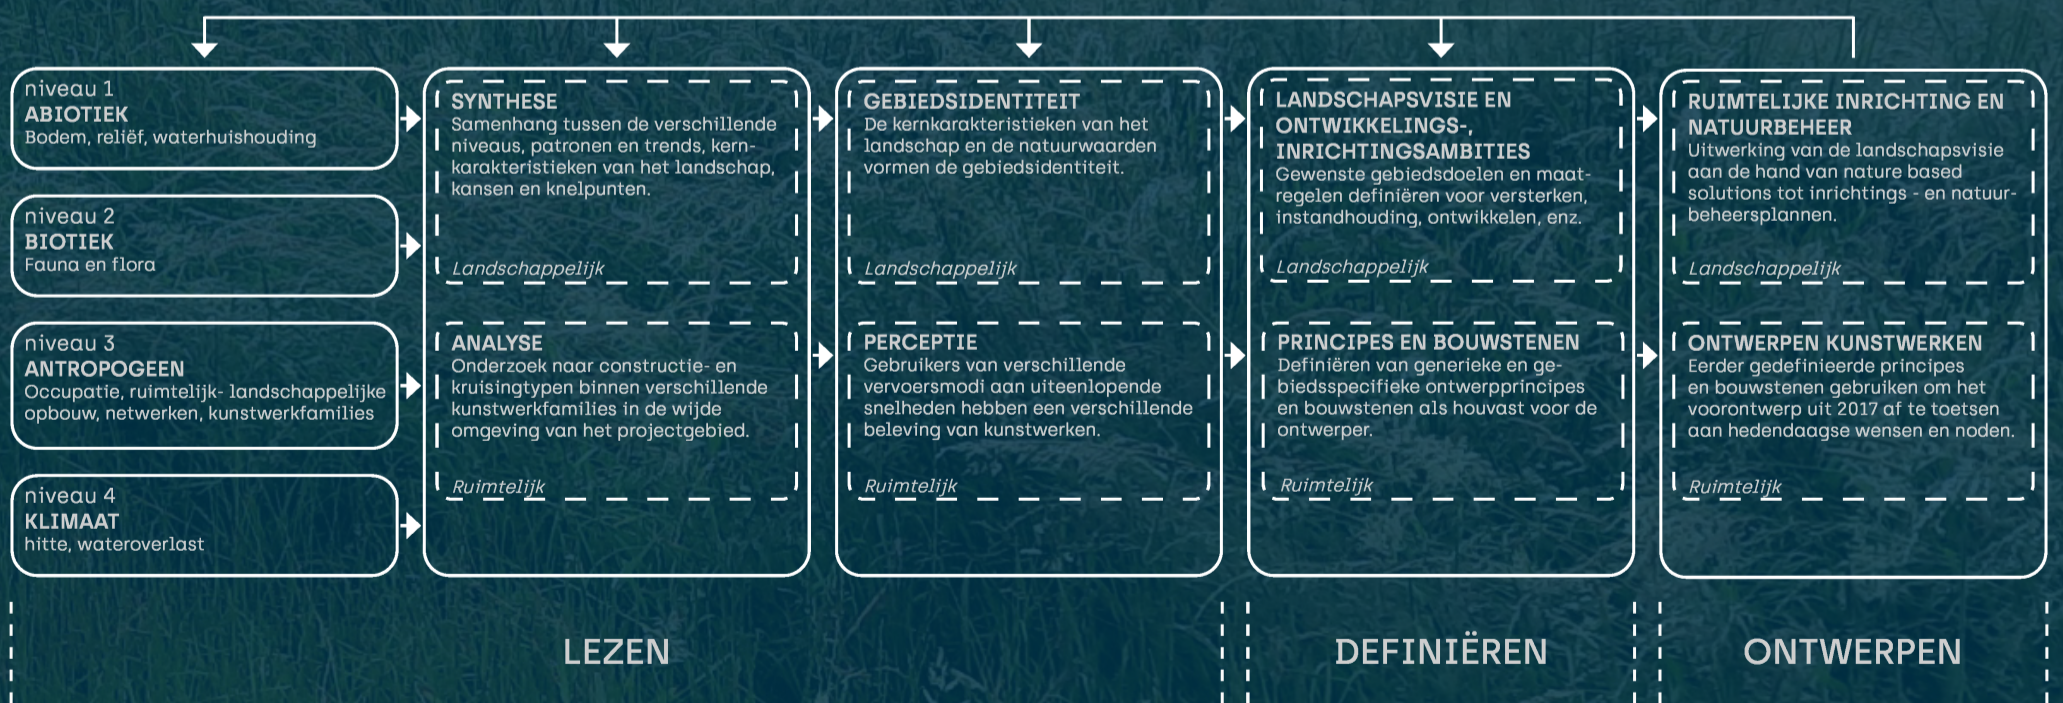 niveau 1
ABIOTIEK
Bodem, reliëf, waterhuishouding
niveau 2
BIOTIEK
Fauna en flora
niveau 3
ANTROPOGEEN
Occupatie, ruimtelijk- landschappelijke
opbouw, netwerken, kunstwerkfamilies
niveau 4
KLIMAAT
hitte, wateroverlast
SYNTHESE
Samenhang tussen de verschillende
niveaus, patronen en trends, kern-
karakteristieken van het landschap,
kansen en knelpunten.
Landschappelijk
ANALYSE
Onderzoek naar constructie- en
kruisingtypen binnen verschillende
kunstwerkfamilies in de wijde
omgeving van het projectgebied.
Ruimtelijk
GEBIEDSIDENTITEIT
De kernkarakteristieken van het
landschap en de natuurwaarden
vormen de gebiedsidentiteit.
Landschappelijk
PERCEPTIE
Gebruikers van verschillende
vervoersmodi aan uiteenlopende
snelheden hebben een verschillende
beleving van kunstwerken.
Ruimtelijk
LANDSCHAPSVISIE EN
ONTWIKKELINGS-,
INRICHTINGSAMBITIES
Gewenste gebiedsdoelen en maat-
regelen definiëren voor versterken,
instandhouding, ontwikkelen, enz.
Landschappelijk
PRINCIPES EN BOUWSTENEN
Definiëren van generieke en ge-
biedsspecifieke ontwerpprincipes
en bouwstenen als houvast voor de
ontwerper.
Ruimtelijk
RUIMTELIJKE INRICHTING EN
NATUURBEHEER
Uitwerking van de landschapsvisie
aan de hand van nature based
solutions tot inrichtings - en natuur-
beheersplannen.
Landschappelijk
ONTWERPEN KUNSTWERKEN
Eerder gedefinieerde principes
en bouwstenen gebruiken om het
voorontwerp uit 2017 af te toetsen
aan hedendaagse wensen en noden.
Ruimtelijk
LEZEN
DEFINIËREN
ONTWERPEN